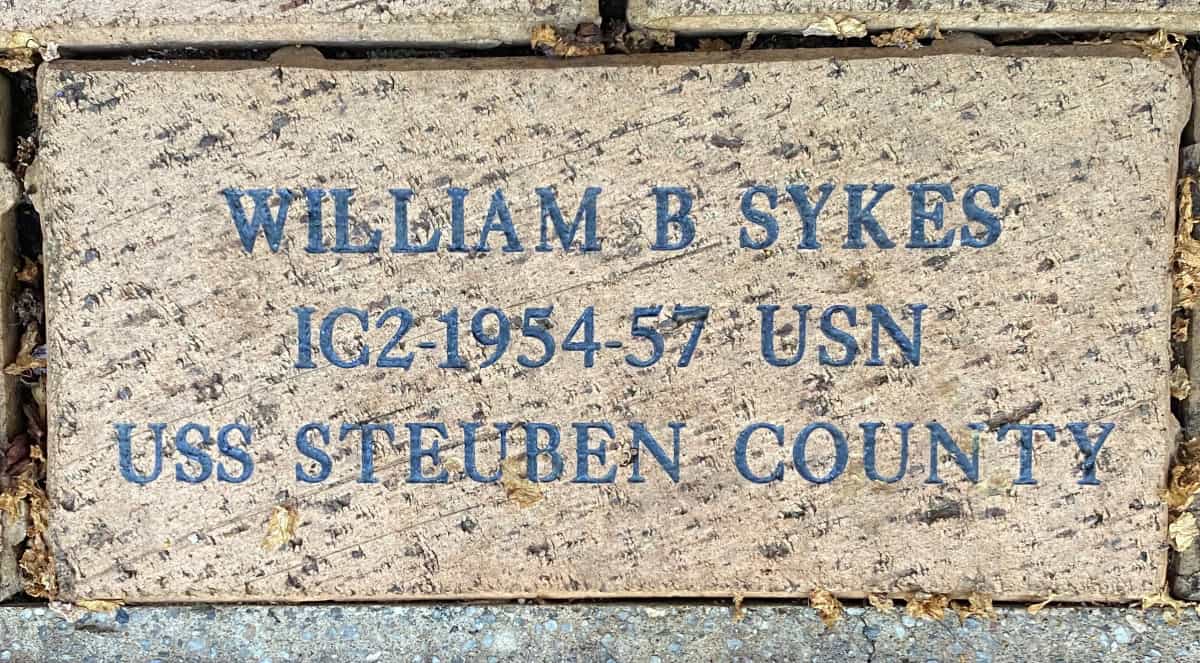 WILLIAM B SYKES
IC2-1954-57 USN
USS STEUBEN COUNTY